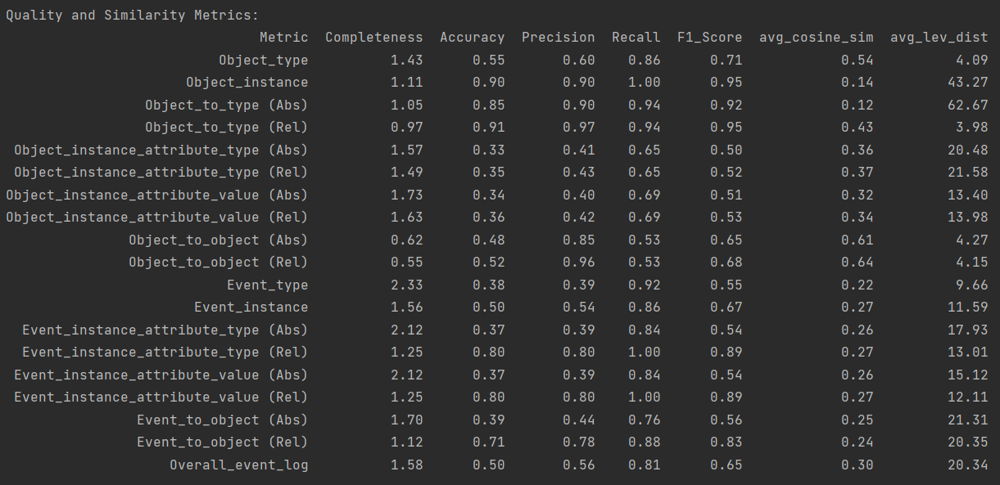 Quality and Similarity Metrics:
Metric Completeness Accuracy Precision Recall F1_Score avg_cosine_sim avg_lev_dist
Object_type 1.43 0.55 0.60 0.86 0.71 0.54 4.09
Object_instance 1.11 0.90 0.90 1.00 0.95 0.14 43.27
Object_to_type (Abs) 1.05 0.85 0.90 0.94 0.92 0.12 62.67
Object_to_type (Rel) 0.97 0.91 0.97 0.94 0.95 0.43 3.98
Object_instance_attribute_type (Abs) 1.57 0.33 0.41 0.65 0.50 0.36 20.48
Object_instance_attribute_type (Rel) 1.49 0.35 0.43 0.65 0.52 0.37 21.58
Object_instance_attribute_value (Abs) 1.73 0.34 0.40 0.69 0.51 0.32 13.40
Object_instance_attribute_value (Rel) 1.63 0.36 0.42 0.69 0.53 0.34 13.98
Object_to_object (Abs) 0.62 0.48 0.85 0.53 0.65 0.61 4.27
Object_to_object (Rel) 0.55 0.52 0.96 0.53 0.68 0.64 4.15
Event_type 2.33 0.38 0.39 0.92 0.55 0.22 9.66
Event_instance 1.56 0.50 0.54 0.86 0.67 0.27 11.59
Event_instance_attribute_type (Abs) 2.12 0.37 0.39 0.84 0.54 0.26 17.93
Event_instance_attribute_type (Rel) 1.25 0.80 0.80 1.00 0.89 0.27 13.01
Event_instance_attribute_value (Abs) 2.12 0.37 0.39 0.84 0.54 0.26 15.12
Event_instance_attribute_value (Rel) 1.25 0.80 0.80 1.00 0.89 0.27 12.11
Event_to_object (Abs) 1.70 0.39 0.44 0.76 0.56 0.25 21.31
Event_to_object (Rel) 1.12 0.71 0.78 0.88 0.83 0.24 20.35
Overall_event_log 1.58 0.50 0.56 0.81 0.65 0.30 20.34